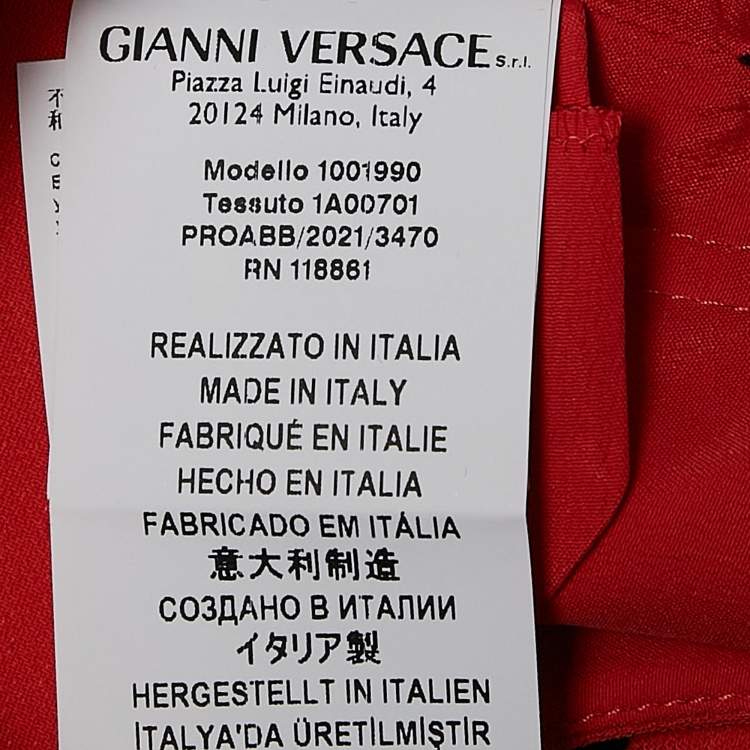 GIANNI VERSACE S.r.l.
Piazza Luigi Einaudi, 4
20124 Milano, Italy
Modello 1001990
Tessuto 1A00701
PROABB/2021/3470
RN 118861
REALIZZATO IN ITALIA
MADE IN ITALY
FABRIQUÉ EN ITALIE
HECHO EN ITALIA
FABRICADO EM ITÁLIA
意大利制造
СОЗДАНО В ИТАЛИИ
イタリア製
HERGESTELLT IN ITALIEN
İTALYA'DA ÜRETİLMİŞTİR